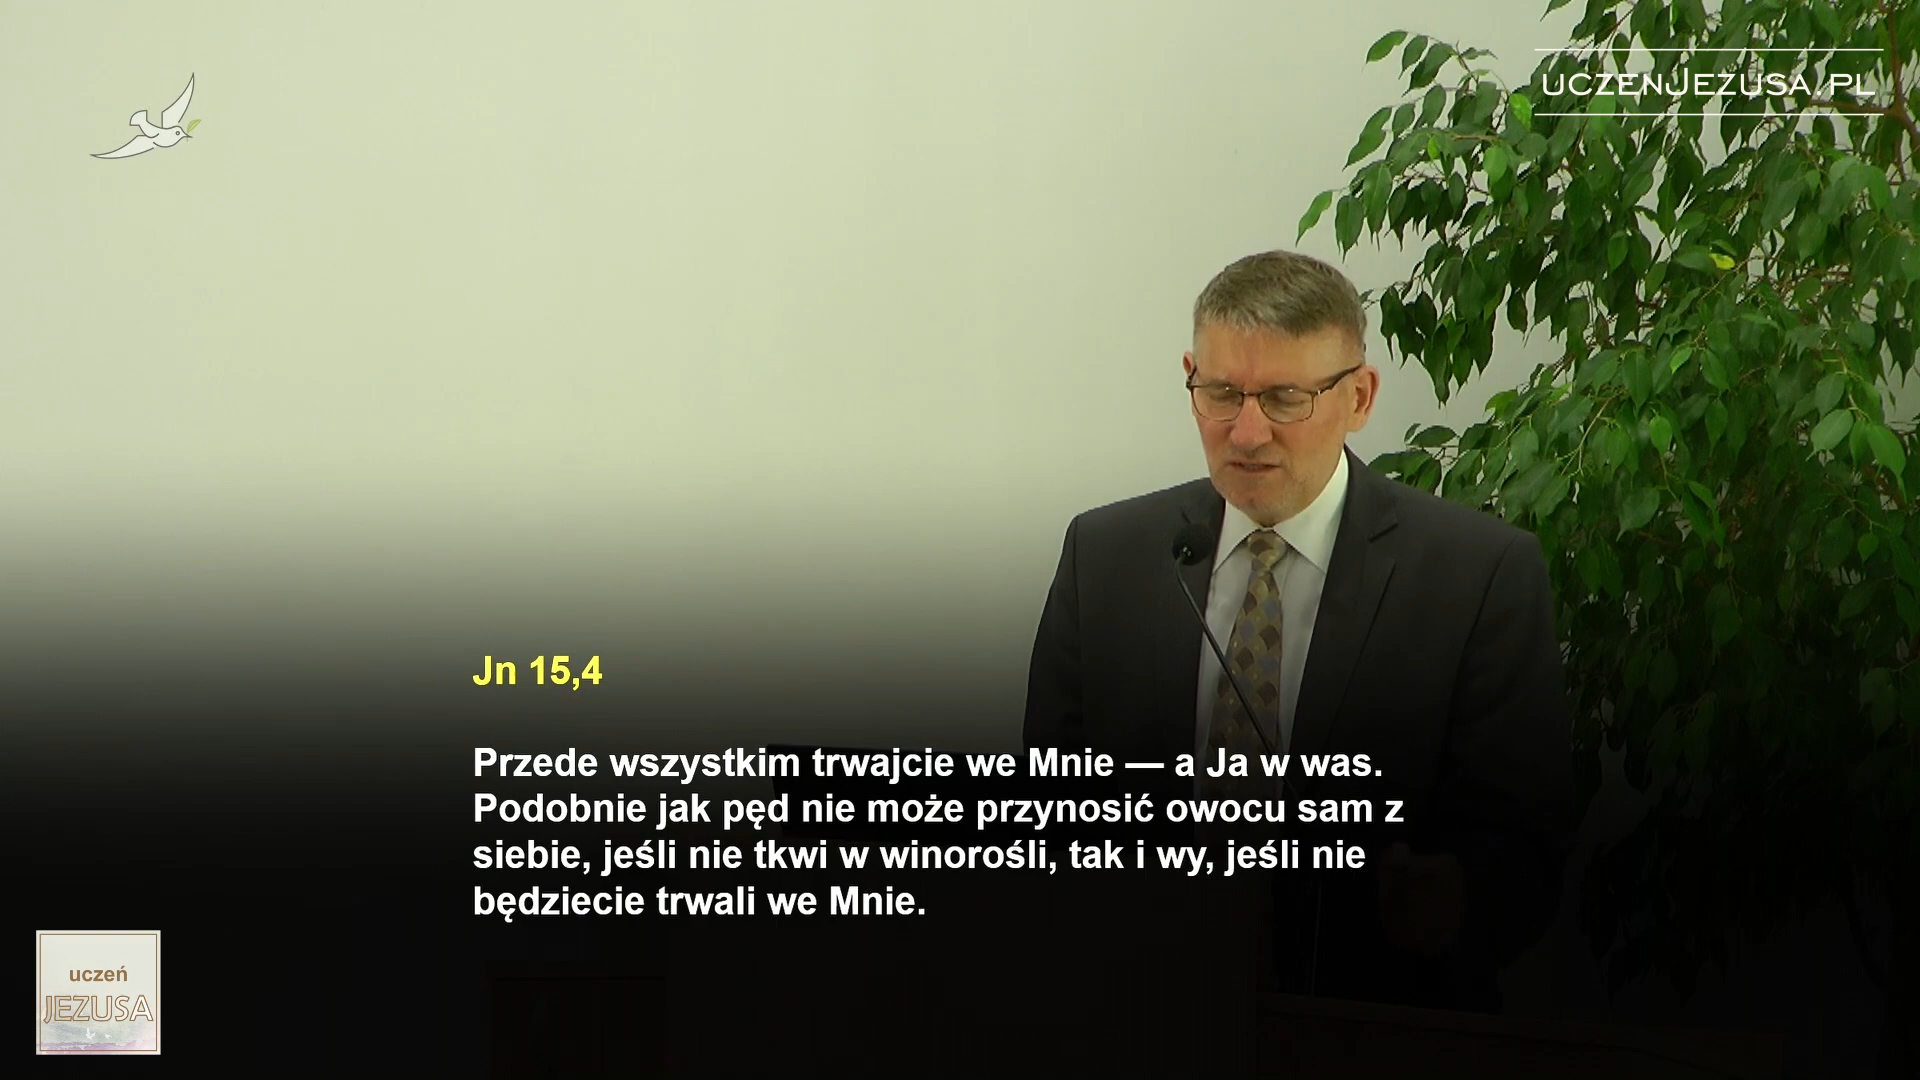 UCZENJEZUSA.PL
Jn 15,4
Przede wszystkim trwajcie we Mnie — a Ja w was.
Podobnie jak pęd nie może przynosić owocu sam z
siebie, jeśli nie tkwi w winorośli, tak i wy, jeśli nie
będziecie trwali we Mnie.
uczeń
JEZUSA